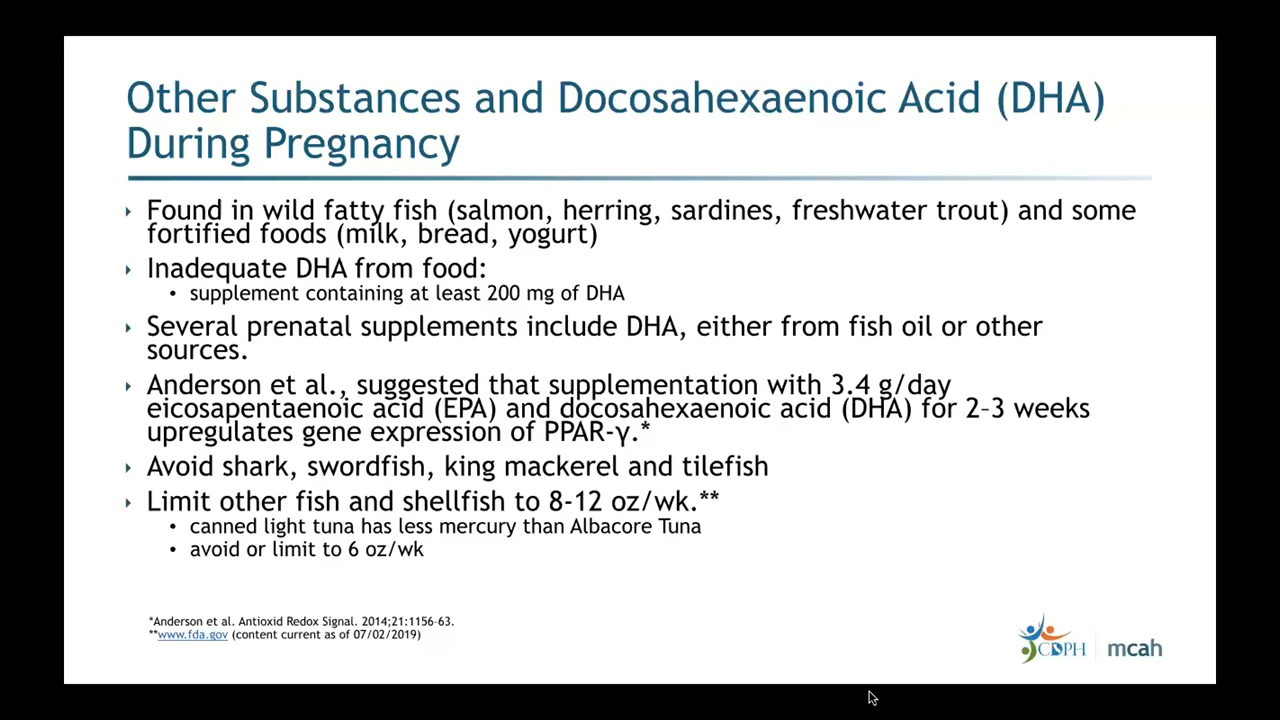 Other Substances and Docosahexaenoic Acid (DHA)
During Pregnancy
Found in wild fatty fish (salmon, herring, sardines, freshwater trout) and some
fortified foods (milk, bread, yogurt)
Inadequate DHA from food:
• supplement containing at least 200 mg of DHA
Several prenatal supplements include DHA, either from fish oil or other
sources.
Anderson et al., suggested that supplementation with 3.4 g/day
eicosapentaenoic acid (EPA) and docosahexaenoic acid (DHA) for 2–3 weeks
upregulates gene expression of PPAR-γ.*
Avoid shark, swordfish, king mackerel and tilefish
Limit other fish and shellfish to 8-12 oz/wk.**
• canned light tuna has less mercury than Albacore Tuna
• avoid or limit to 6 oz/wk
*Anderson et al. Antioxid Redox Signal. 2014;21:1156–63.
**www.fda.gov (content current as of 07/02/2019)
CDPH
mcah